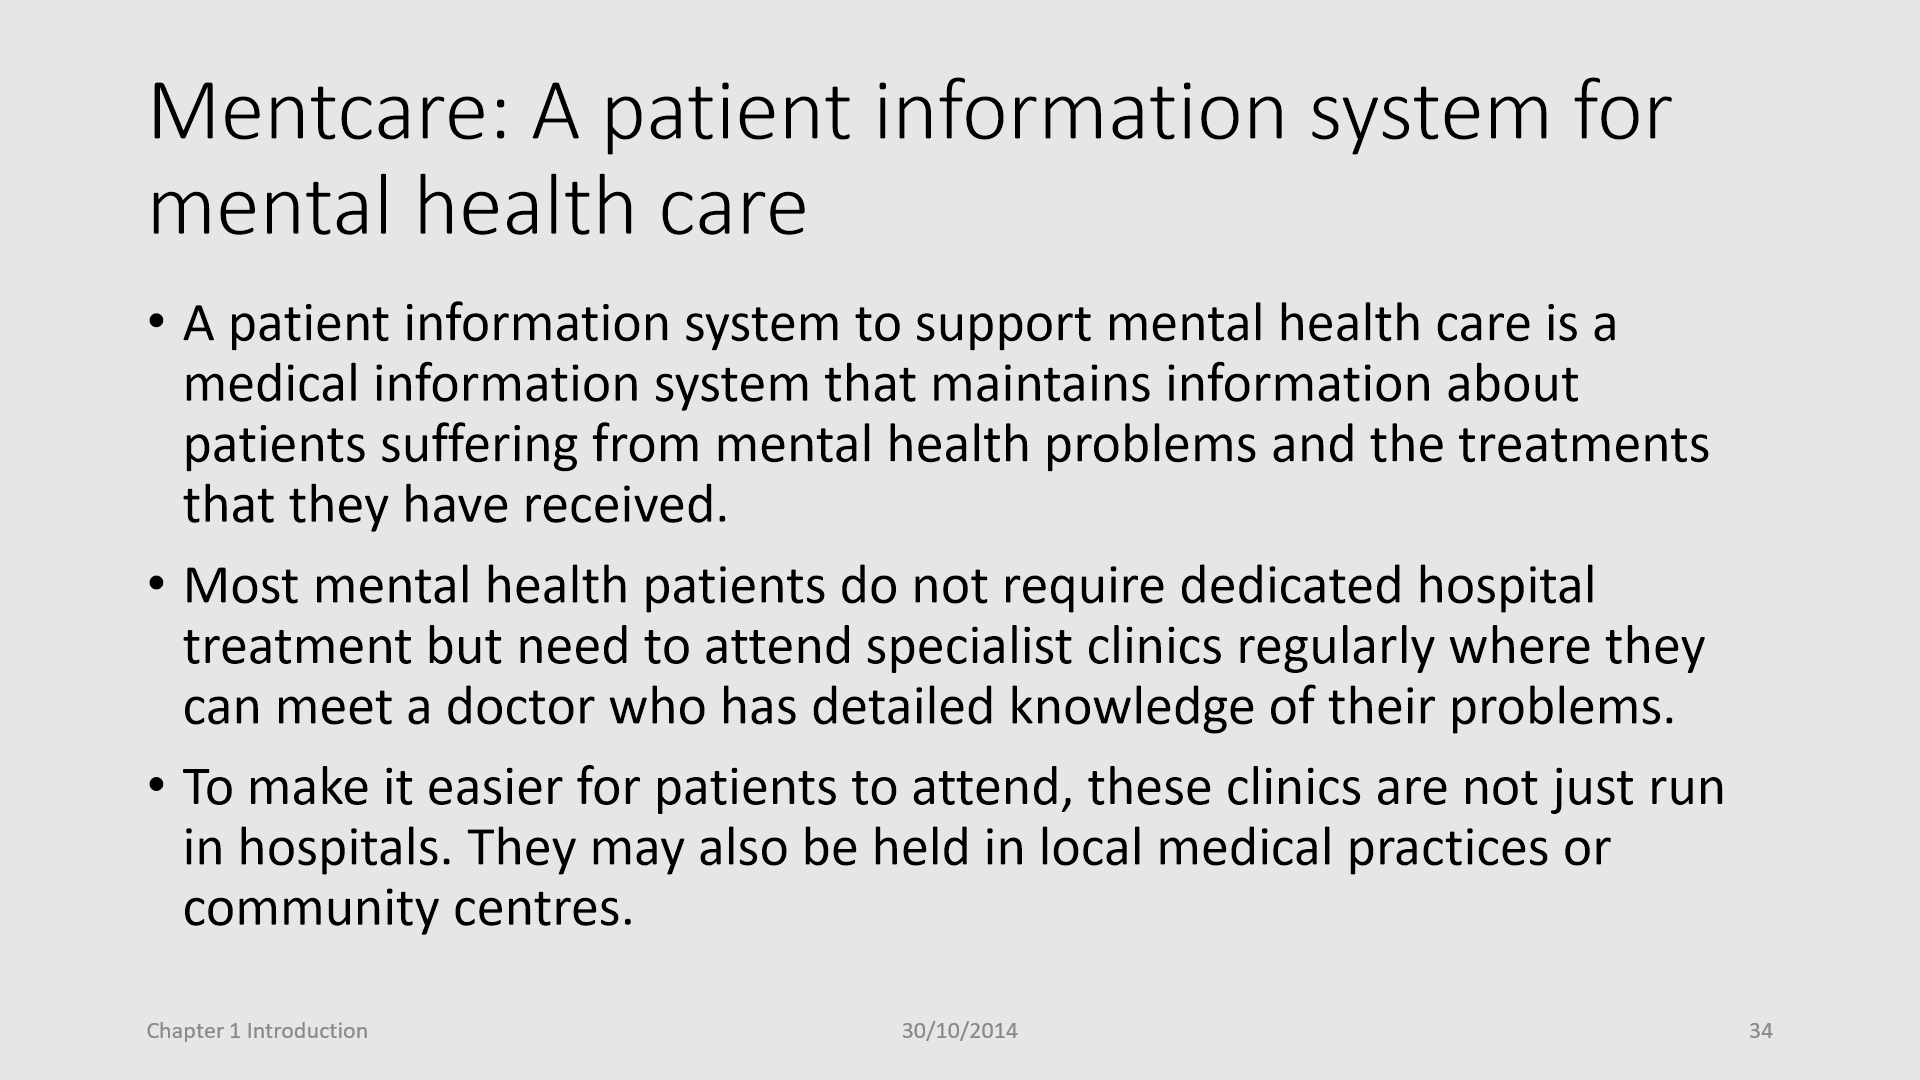 Mentcare: A patient information system for
mental health care
• A patient information system to support mental health care is a
medical information system that maintains information about
patients suffering from mental health problems and the treatments
that they have received.
• Most mental health patients do not require dedicated hospital
treatment but need to attend specialist clinics regularly where they
can meet a doctor who has detailed knowledge of their problems.
• To make it easier for patients to attend, these clinics are not just run
in hospitals. They may also be held in local medical practices or
community centres.
Chapter 1 Introduction
30/10/2014
34